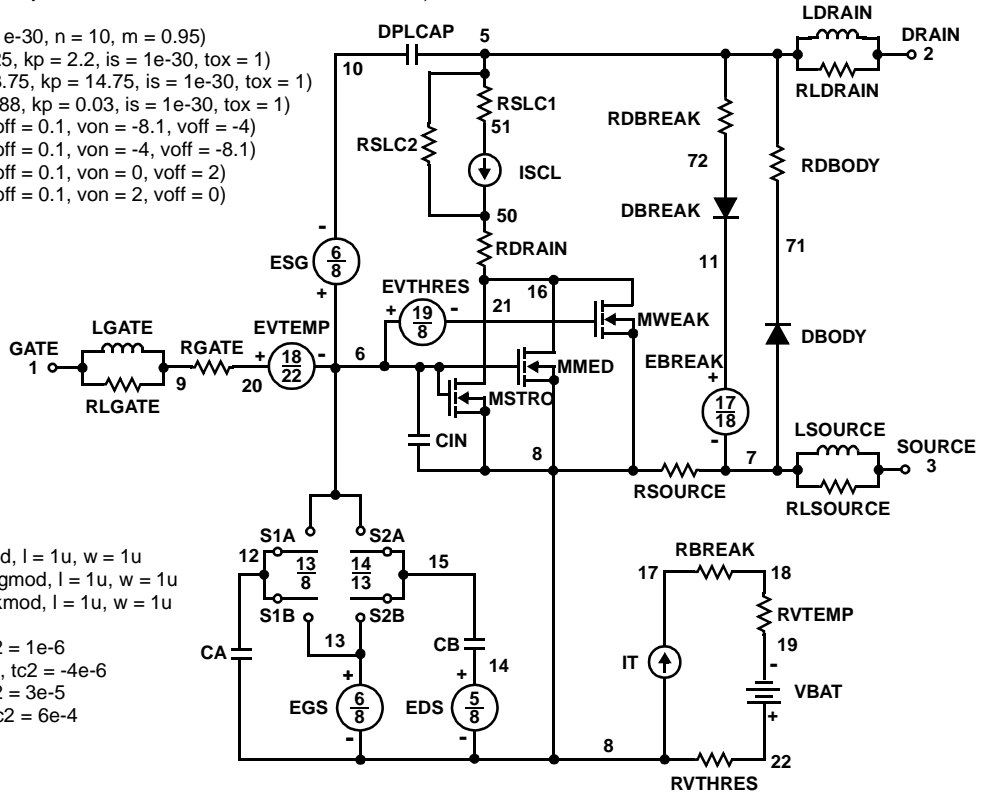 e-30, n = 10, m = 0.95)
25, kp = 2.2, is = 1e-30, tox = 1)
.75, kp = 14.75, is = 1e-30, tox = 1)
88, kp = 0.03, is = 1e-30, tox = 1)
off = 0.1, von = -8.1, voff = -4)
off = 0.1, von = -4, voff = -8.1)
off = 0.1, von = 0, voff = 2)
off = 0.1, von = 2, voff = 0)
LDRAIN
DPLCAP 5 DRAIN
10 2
RLDRAIN
RSLC1
51
RDBREAK
RSLC2
72 RDBODY
ISCL
DBREAK
50
- 71
6
8
ESG
RDRAIN
11
+
EVTHRES
16
21
+ 19
8 -
MWEAK
LGATE EVTEMP
DBODY
GATE RGATE + 18
22 - 6
EBREAK
1 MMED
9 20 +
RLGATE MSTRO
17
18
LSOURCE
CIN - SOURCE
8 7 3
RSOURCE
RLSOURCE
S1A S2A
12 13
8
14
13
15
S1B S2B
13
CA CB
+ + 14
EGS 6
8
EDS 5
8
- -
RBREAK
17 18
RVTEMP
19
IT -
VBAT
+
8 22
RVTHRES
d, l = 1u, w = 1u
gmod, l = 1u, w = 1u
kmod, l = 1u, w = 1u
2 = 1e-6
, tc2 = -4e-6
2 = 3e-5
c2 = 6e-4